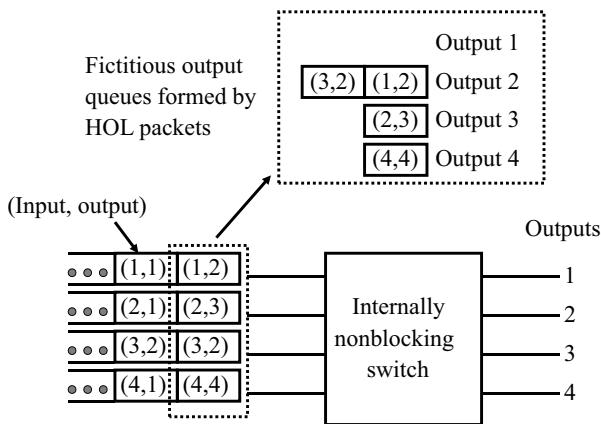 Fictitious output
queues formed by
HOL packets
Output 1
(3,2) (1,2) Output 2
(2,3) Output 3
(4,4) Output 4
(Input, output)
Outputs
(1,1) (1,2)
(2,1) (2,3)
(3,2) (3,2)
(4,1) (4,4)
Internally
nonblocking
switch
1
2
3
4